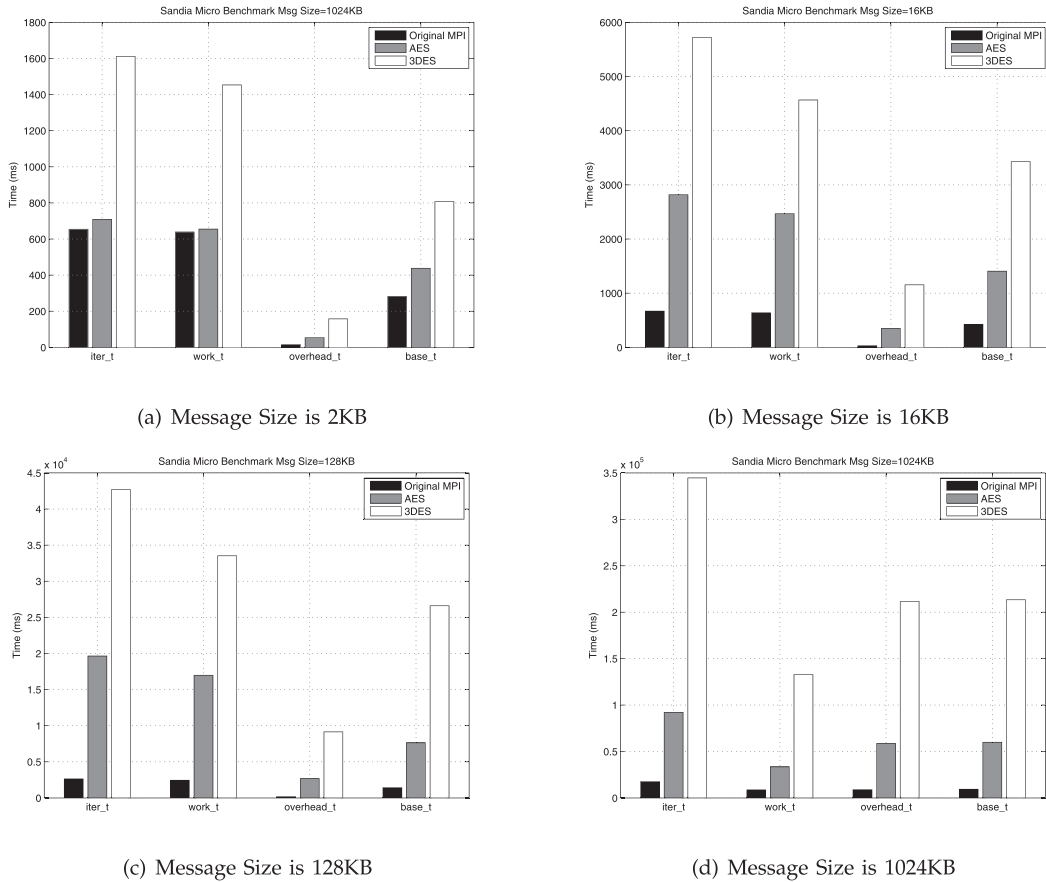 Sandia Micro Benchmark Msg Size=1024KB
1800
1600
1400
1200
1000
800
600
400
200
0
Time (ms)
Original MPI
AES
3DES
iter_t work_t overhead_t base_t
(a) Message Size is 2KB
Sandia Micro Benchmark Msg Size=16KB
6000
5000
4000
3000
2000
1000
0
Time (ms)
Original MPI
AES
3DES
iter_t work_t overhead_t base_t
(b) Message Size is 16KB
Sandia Micro Benchmark Msg Size=128KB
x 10^4
4.5
4
3.5
3
2.5
2
1.5
1
0.5
0
Time (ms)
Original MPI
AES
3DES
iter_t work_t overhead_t base_t
(c) Message Size is 128KB
Sandia Micro Benchmark Msg Size=1024KB
x 10^5
3.5
3
2.5
2
1.5
1
0.5
0
Time (ms)
Original MPI
AES
3DES
iter_t work_t overhead_t base_t
(d) Message Size is 1024KB